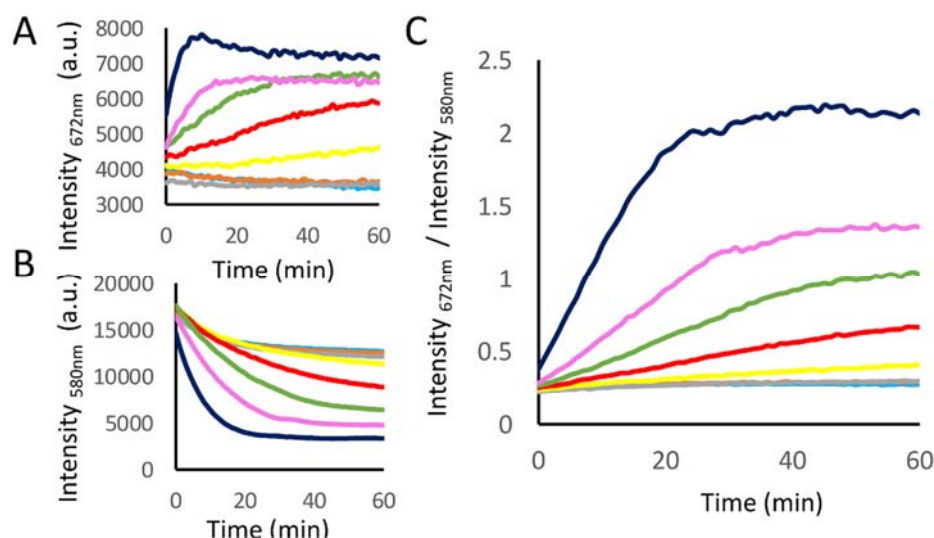 A
Intensity 672nm (a.u.)
8000
7000
6000
5000
4000
3000
0 20 40 60
Time (min)
B
Intensity 580nm (a.u.)
20000
15000
10000
5000
0
0 20 40 60
Time (min)
C
Intensity 672nm / Intensity 580nm
2.5
2
1.5
1
0.5
0
0 20 40 60
Time (min)